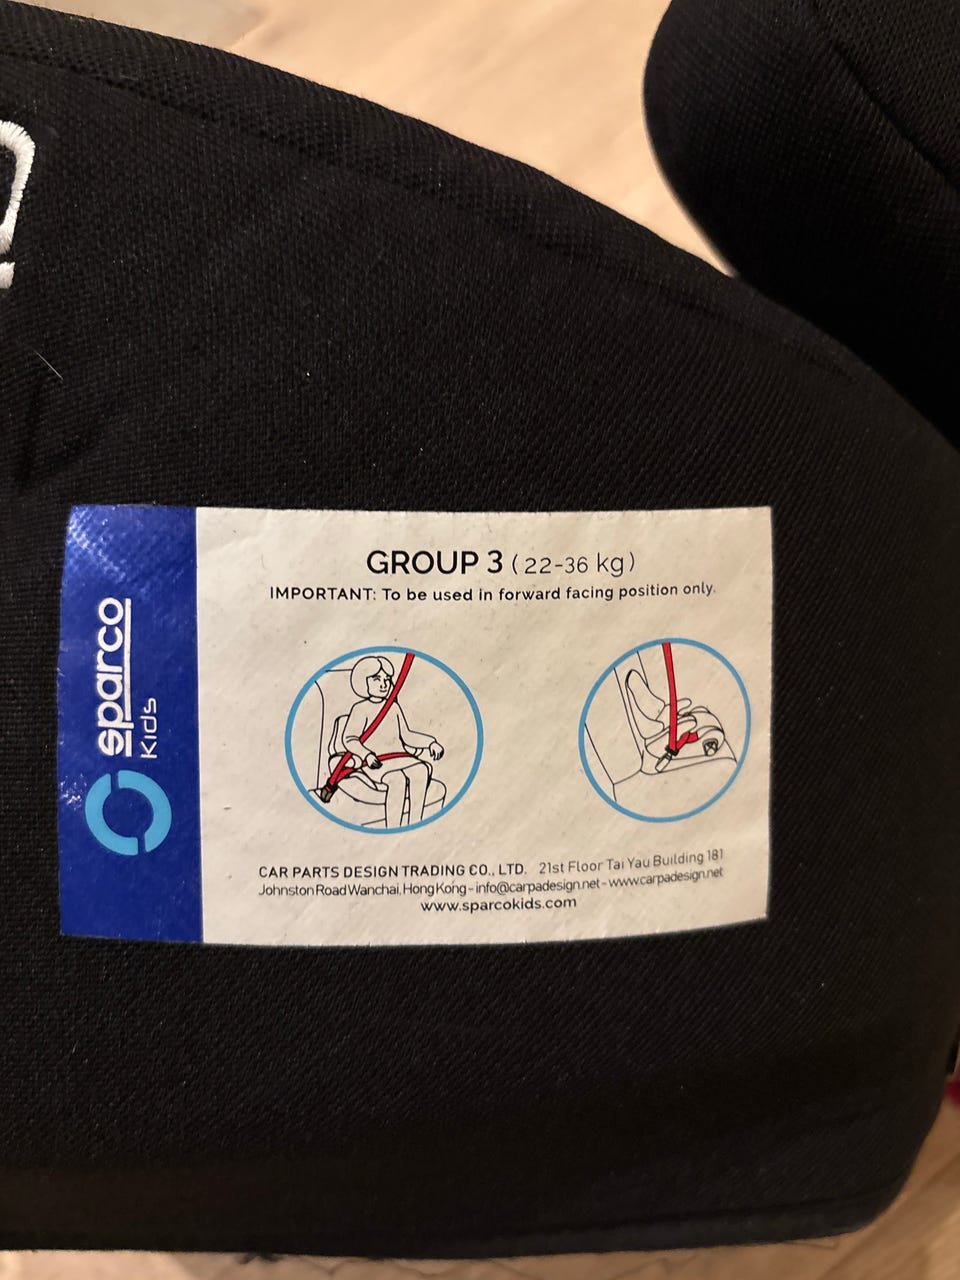 sparco
kids
GROUP 3 (22-36 kg)
IMPORTANT: To be used in forward facing position only.
CAR PARTS DESIGN TRADING CO., LTD. 21st Floor Tai Yau Building 181
Johnston Road Wanchai, Hong Kong - info@carpadesign.net - www.carpadesign.net
www.sparcokids.com